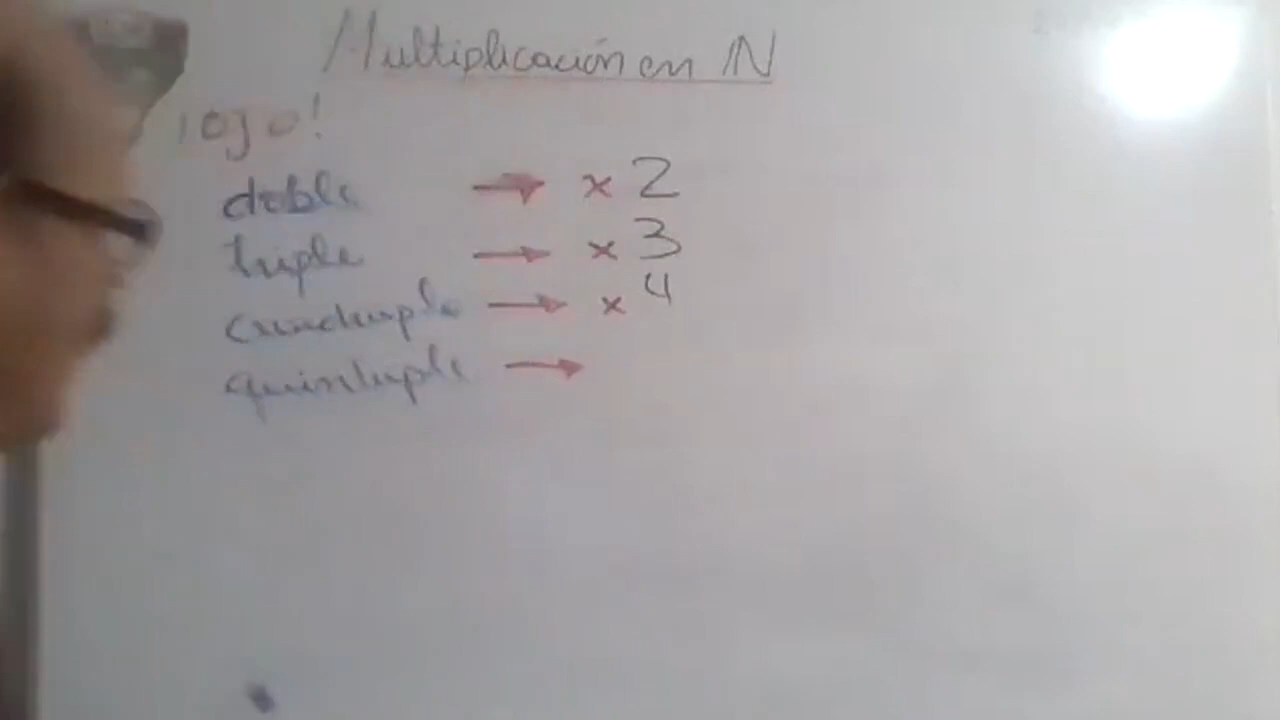 Multiplicación en ℕ
¡OJO!
doble → × 2
triple → × 3
cuadruple → × 4
quintuple →